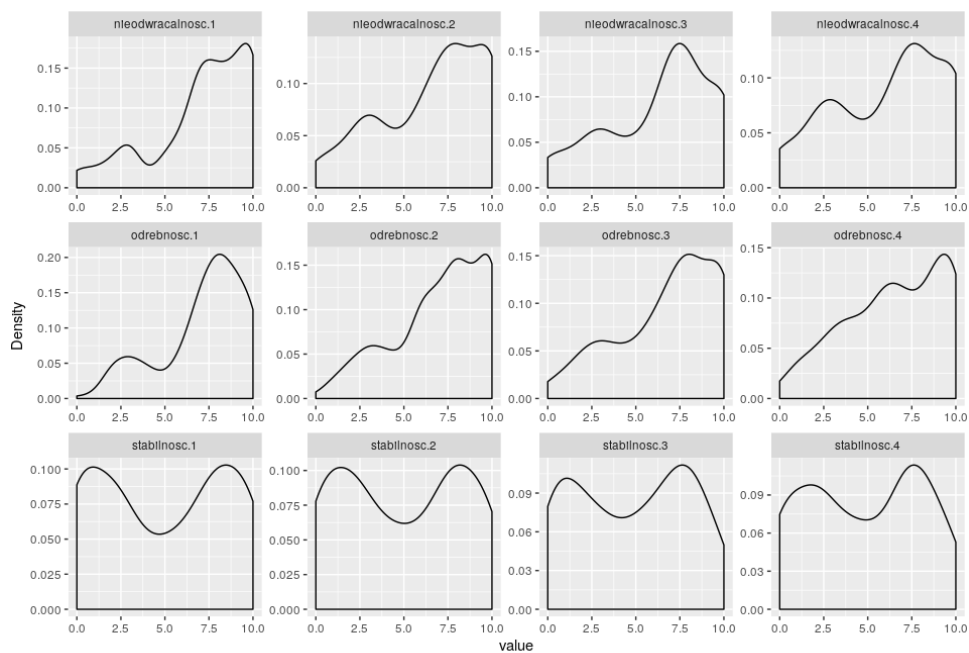 nieodwracalnosc.1 nieodwracalnosc.2 nieodwracalnosc.3 nieodwracalnosc.4
0.15 0.10 0.05 0.00
0.10 0.05 0.00
0.15 0.10 0.05 0.00
0.10 0.05 0.00
0.0 2.5 5.0 7.5 10.0 0.0 2.5 5.0 7.5 10.0 0.0 2.5 5.0 7.5 10.0 0.0 2.5 5.0 7.5 10.0
odrebnosc.1 odrebnosc.2 odrebnosc.3 odrebnosc.4
0.20 0.15 0.10 0.05 0.00
0.15 0.10 0.05 0.00
0.15 0.10 0.05 0.00
0.15 0.10 0.05 0.00
0.0 2.5 5.0 7.5 10.0 0.0 2.5 5.0 7.5 10.0 0.0 2.5 5.0 7.5 10.0 0.0 2.5 5.0 7.5 10.0
Density
stabilnosc.1 stabilnosc.2 stabilnosc.3 stabilnosc.4
0.100 0.075 0.050 0.025 0.000
0.100 0.075 0.050 0.025 0.000
0.09 0.06 0.03 0.00
0.09 0.06 0.03 0.00
0.0 2.5 5.0 7.5 10.0 0.0 2.5 5.0 7.5 10.0 0.0 2.5 5.0 7.5 10.0 0.0 2.5 5.0 7.5 10.0
value